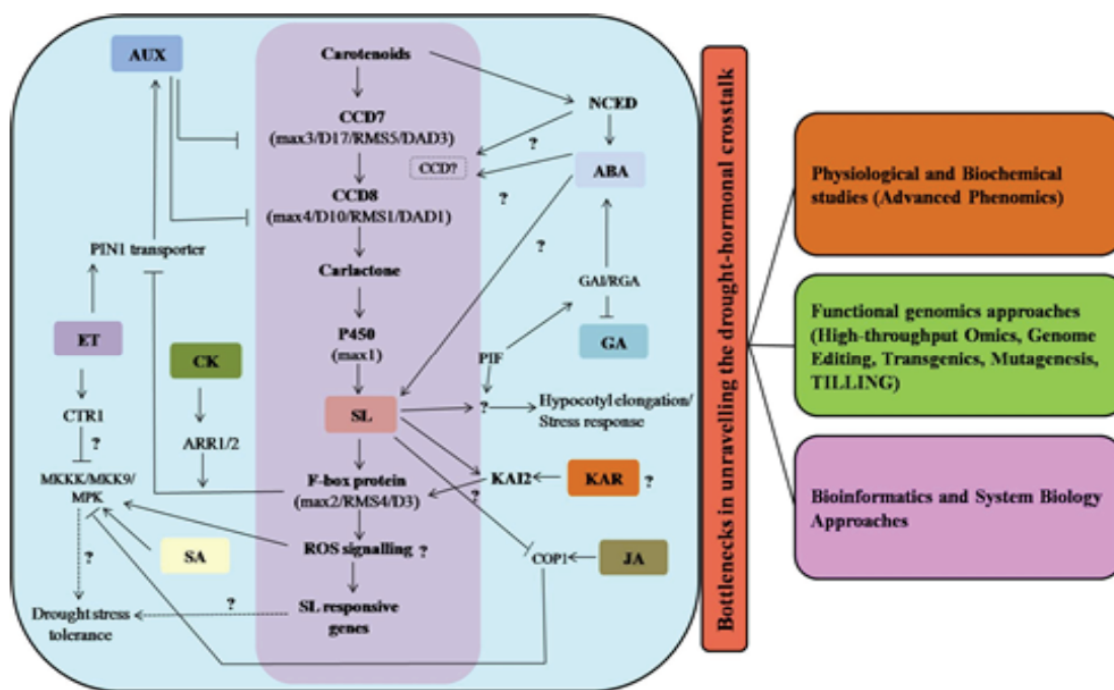 AUX
Carotenoids
NCED
CCD7
(max3/D17/RMS5/DAD3)
?
CCD?
ABA
CCD8
(max4/D10/RMS1/DAD1)
?
?
PIN1 transporter
Carlactone
GAI/RGA
ET
CK
P450
(max1)
PIF
GA
SL
?
Hypocotyl elongation/
Stress response
CTR1
?
ARR1/2
MKKK/MKK9/
MPK
F-box protein
(max2/RMS4/D3)
KAI2
?
KAR
?
SA
ROS signalling
?
COP1
JA
?
Drought stress
tolerance
?
SL responsive
genes
Bottlenecks in unravelling the drought-hormonal crosstalk
Physiological and Biochemical
studies (Advanced Phenomics)
Functional genomics approaches
(High-throughput Omics, Genome
Editing, Transgenics, Mutagenesis,
TILLING)
Bioinformatics and System Biology
Approaches